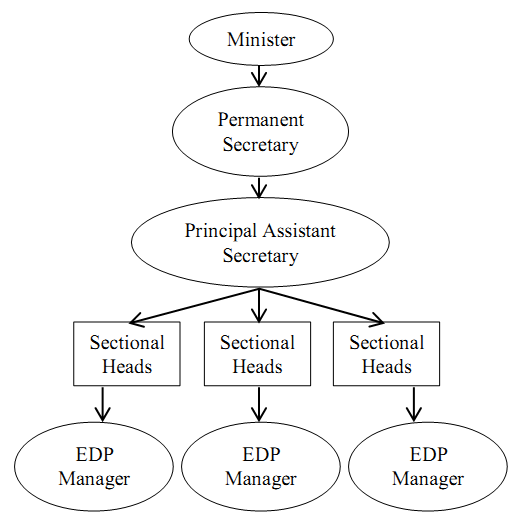 Minister
Permanent
Secretary
Principal Assistant
Secretary
Sectional
Heads
Sectional
Heads
Sectional
Heads
EDP
Manager
EDP
Manager
EDP
Manager